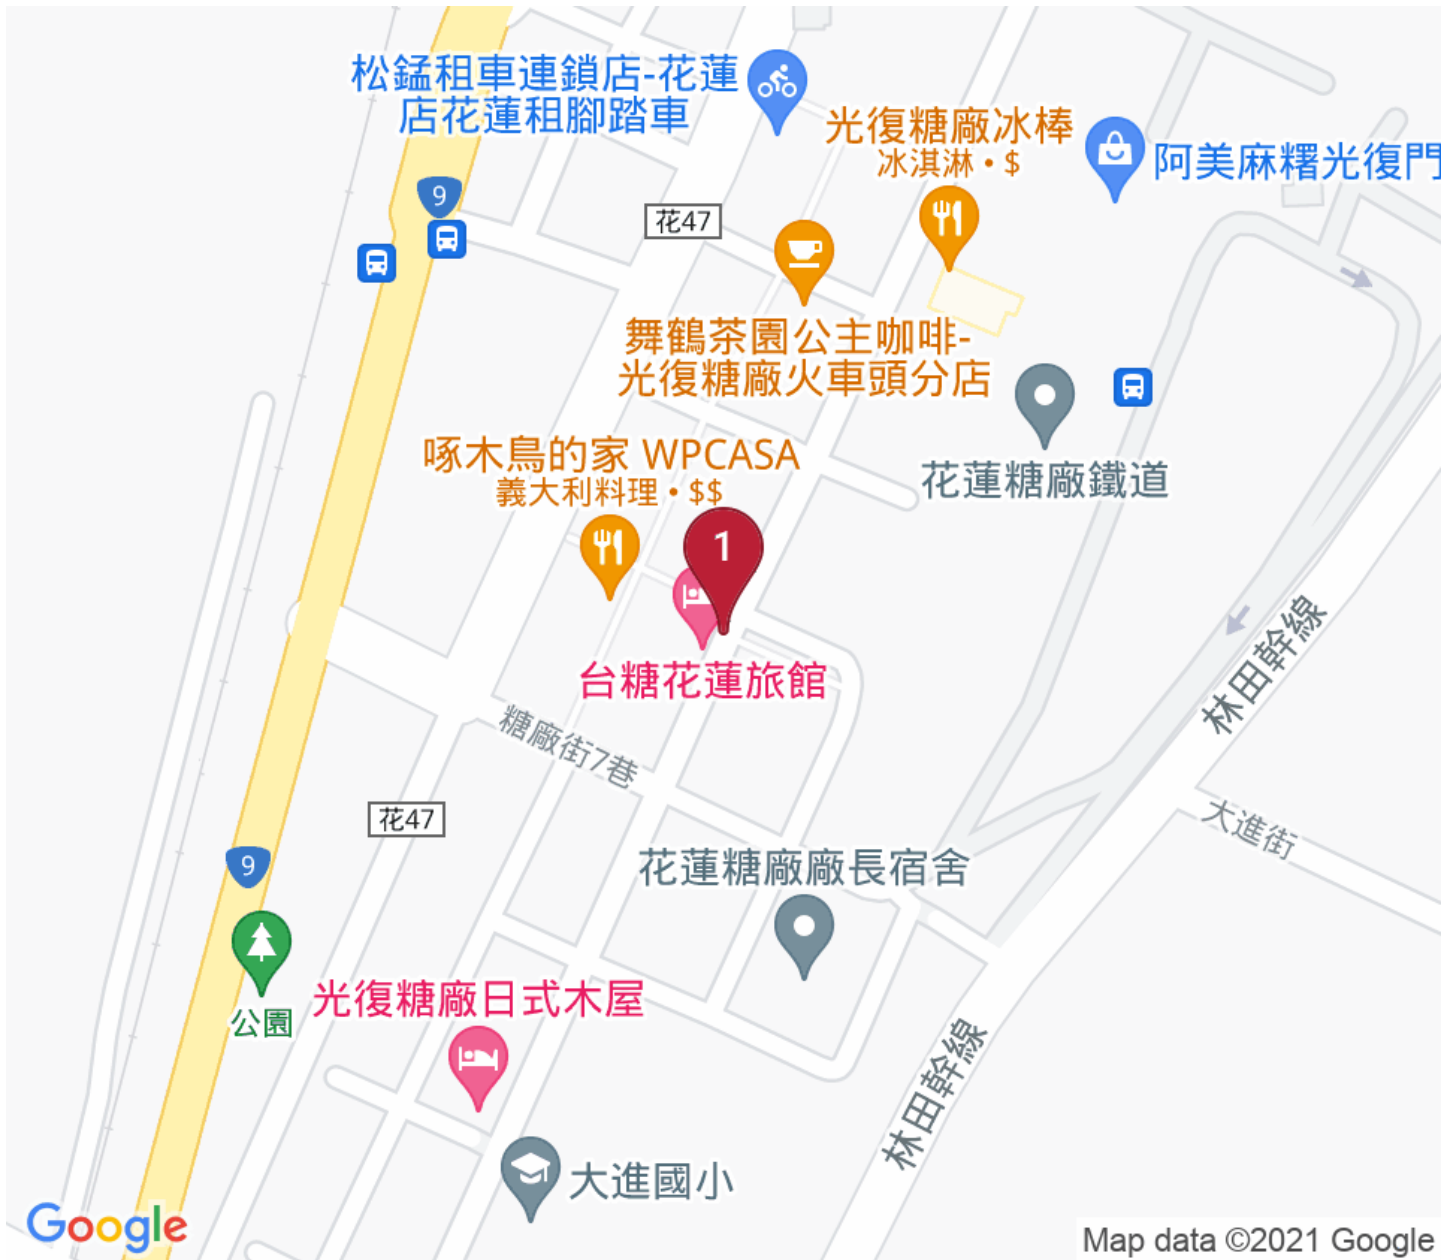 松錳租車連鎖店-花蓮
店花蓮租腳踏車
光復糖廠冰棒
冰淇淋・$
阿美麻糬光復門
9
花47
舞鶴茶園公主咖啡-
光復糖廠火車頭分店
啄木鳥的家 WPCASA
義大利料理・$$
花蓮糖廠鐵道
1
台糖花蓮旅館
林田幹線
糖廠街7巷
花47
大進街
9
花蓮糖廠廠長宿舍
光復糖廠日式木屋
公園
林田幹線
大進國小
Google
Map data ©2021 Google